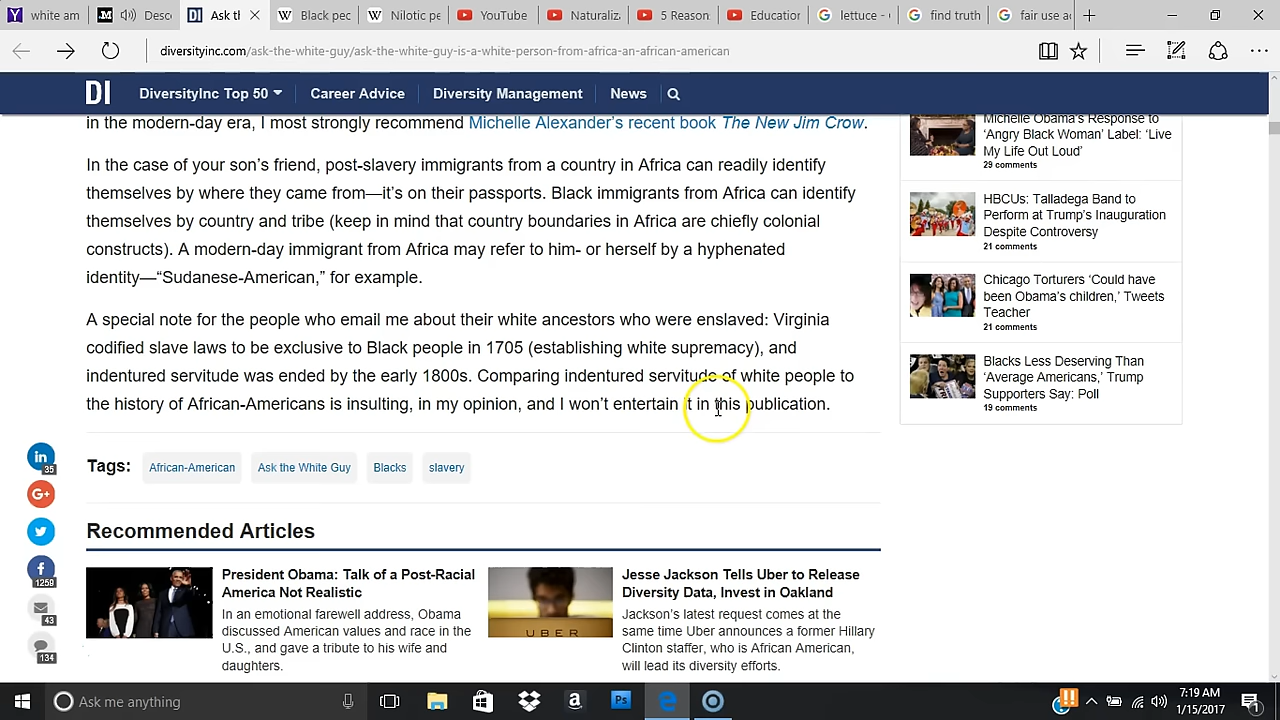 white am
Desc
Ask th
Black pec
Nilotic pe
YouTube
Naturaliz
5 Reason
Education
lettuce - G
find truth
fair use ac
diversityinc.com/ask-the-white-guy/ask-the-white-guy-is-a-white-person-from-africa-an-african-american
DI DiversityInc Top 50 Career Advice Diversity Management News
in the modern-day era, I most strongly recommend Michelle Alexander's recent book The New Jim Crow.
In the case of your son's friend, post-slavery immigrants from a country in Africa can readily identify
themselves by where they came from—it's on their passports. Black immigrants from Africa can identify
themselves by country and tribe (keep in mind that country boundaries in Africa are chiefly colonial
constructs). A modern-day immigrant from Africa may refer to him- or herself by a hyphenated
identity—“Sudanese-American,” for example.
A special note for the people who email me about their white ancestors who were enslaved: Virginia
codified slave laws to be exclusive to Black people in 1705 (establishing white supremacy), and
indentured servitude was ended by the early 1800s. Comparing indentured servitude of white people to
the history of African-Americans is insulting, in my opinion, and I won't entertain it in this publication.
Tags: African-American Ask the White Guy Blacks slavery
Recommended Articles
President Obama: Talk of a Post-Racial
America Not Realistic
In an emotional farewell address, Obama
discussed American values and race in the
U.S., and gave a tribute to his wife and
daughters.
UBER
Jesse Jackson Tells Uber to Release
Diversity Data, Invest in Oakland
Jackson's latest request comes at the
same time Uber announces a former Hillary
Clinton staffer, who is African American,
will lead its diversity efforts.
Michelle Obama's Response to
‘Angry Black Woman’ Label: ‘Live
My Life Out Loud’
29 comments
HBCUs: Talladega Band to
Perform at Trump's Inauguration
Despite Controversy
21 comments
Chicago Torturers ‘Could have
been Obama's children,’ Tweets
Teacher
21 comments
Blacks Less Deserving Than
‘Average Americans,’ Trump
Supporters Say: Poll
19 comments
in
35
G+
f
1259
43
134
Ask me anything
a
Ps
e
7:19 AM
1/15/2017
1